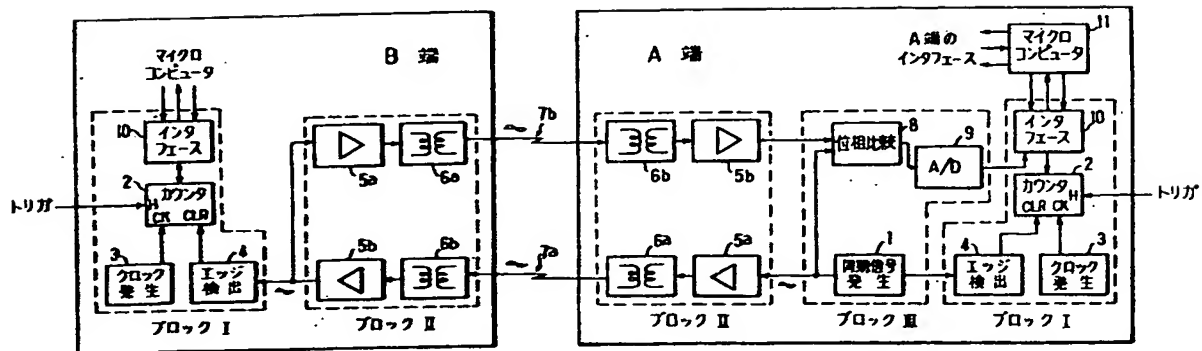 B 端
マイクロ
コンピュータ
10
インタ
フェース
2
カウンタ
H
CK CLR
トリガ
3
クロック
発生
4
エッジ
検出
ブロック I
5a
6a
7b
5b
6b
7a
ブロック II
A 端
6b
5b
6a
5a
ブロック II
8
位相比較
9
A/D
1
同期信号
発生
ブロック III
A 端の
インタフェース
11
マイクロ
コンピュータ
10
インタ
フェース
2
カウンタ
CLR CK H
トリガ
4
エッジ
検出
3
クロック
発生
ブロック I